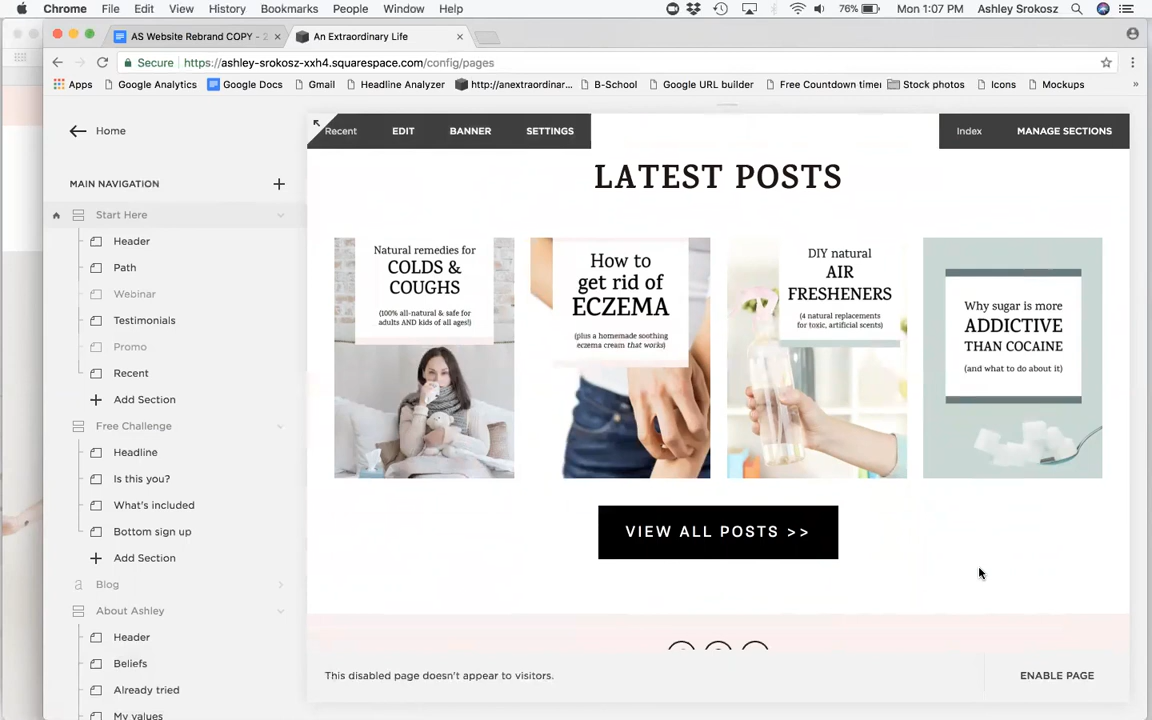 Chrome File Edit View History Bookmarks People Window Help 76% Mon 1:07 PM Ashley Srokosz
AS Website Rebrand COPY - 2 × An Extraordinary Life ×
Secure https://ashley-srokosz-xxh4.squarespace.com/config/pages
Apps Google Analytics Google Docs Gmail Headline Analyzer http://anextraordinar... B-School Google URL builder Free Countdown timer Stock photos Icons Mockups »
Home
Recent EDIT BANNER SETTINGS
Index MANAGE SECTIONS
MAIN NAVIGATION +
Start Here
Header
Path
Webinar
Testimonials
Promo
Recent
+ Add Section
Free Challenge
Headline
Is this you?
What's included
Bottom sign up
+ Add Section
Blog
About Ashley
Header
Beliefs
Already tried
My values
LATEST POSTS
Natural remedies for
COLDS &
COUGHS
(100% all-natural & safe for
adults AND kids of all ages!)
How to
get rid of
ECZEMA
(plus a homemade soothing
eczema cream that works)
DIY natural
AIR
FRESHENERS
(4 natural replacements
for toxic, artificial scents)
Why sugar is more
ADDICTIVE
THAN COCAINE
(and what to do about it)
VIEW ALL POSTS >>
This disabled page doesn't appear to visitors.
ENABLE PAGE